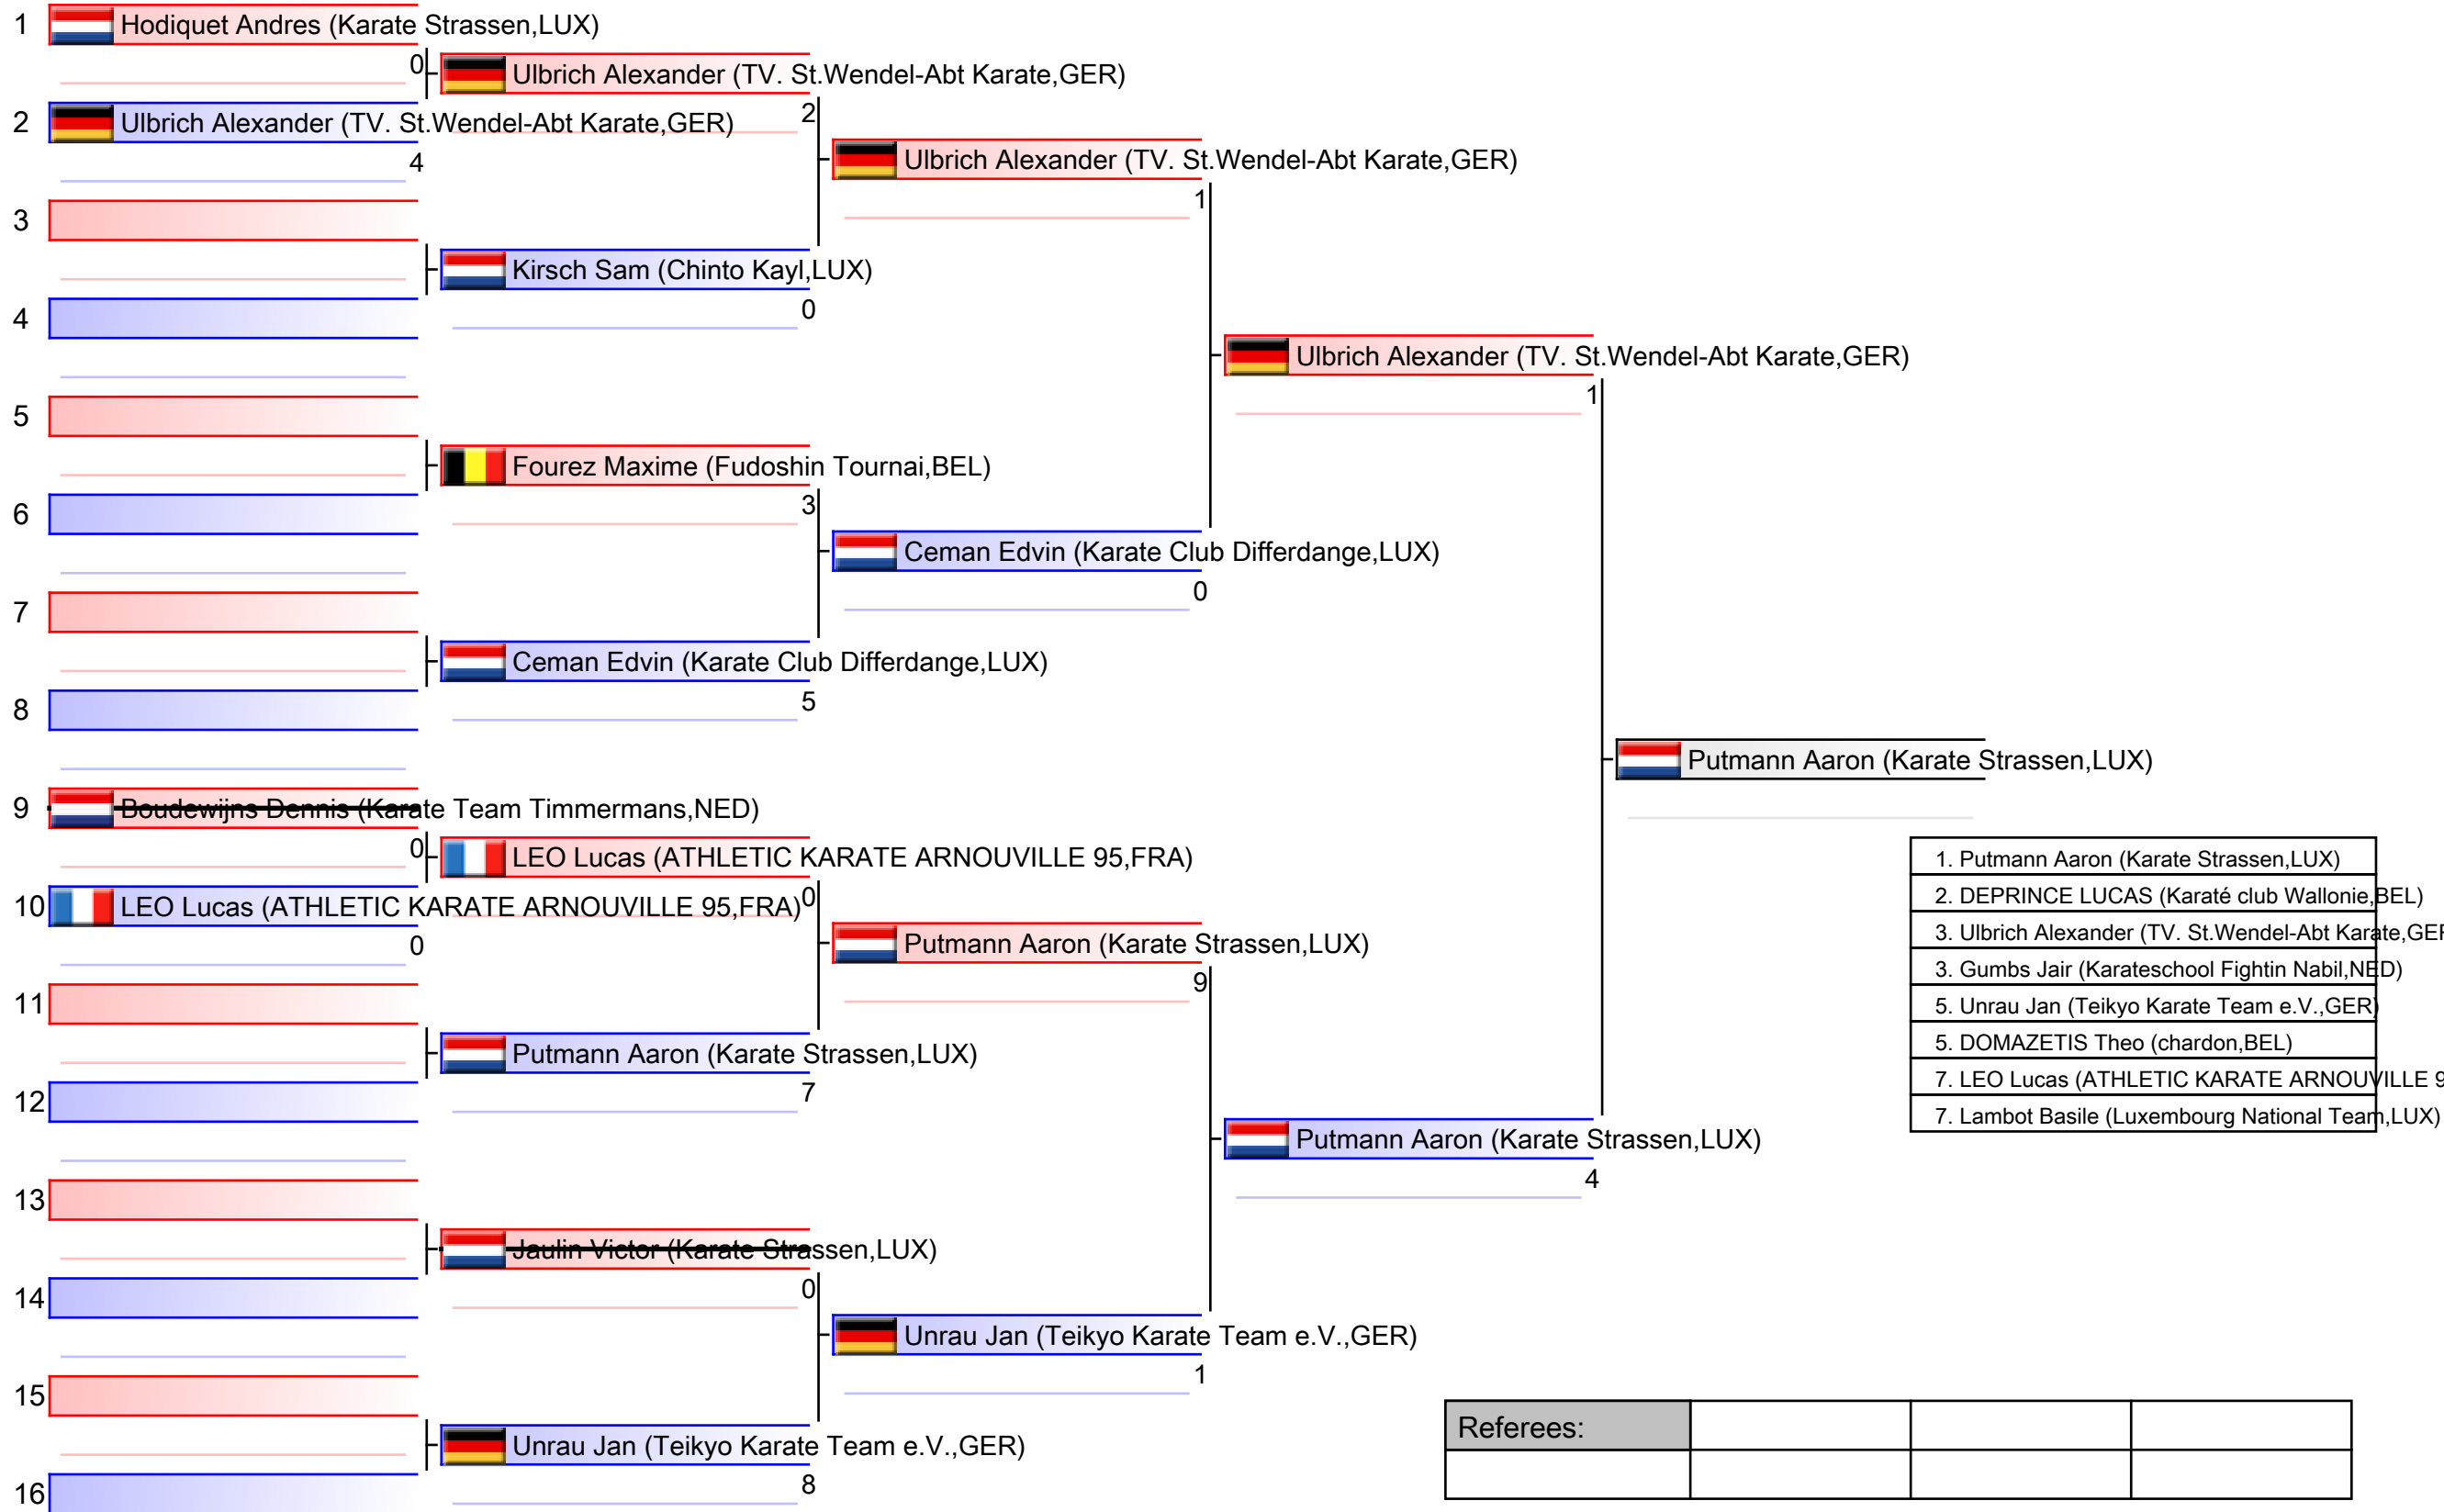 1 Hodiquet Andres (Karate Strassen,LUX)
0
Ulbrich Alexander (TV. St.Wendel-Abt Karate,GER)
2
2 Ulbrich Alexander (TV. St.Wendel-Abt Karate,GER)
4
Ulbrich Alexander (TV. St.Wendel-Abt Karate,GER)
1
3
Kirsch Sam (Chinto Kayl,LUX)
0
4
Ulbrich Alexander (TV. St.Wendel-Abt Karate,GER)
1
5
Fourez Maxime (Fudoshin Tournai,BEL)
3
6
Ceman Edvin (Karate Club Differdange,LUX)
0
7
Ceman Edvin (Karate Club Differdange,LUX)
5
8
Putmann Aaron (Karate Strassen,LUX)
9 Boudewijns Dennis (Karate Team Timmermans,NED)
0
LEO Lucas (ATHLETIC KARATE ARNOUVILLE 95,FRA)
0
10 LEO Lucas (ATHLETIC KARATE ARNOUVILLE 95,FRA)
0
Putmann Aaron (Karate Strassen,LUX)
9
11
Putmann Aaron (Karate Strassen,LUX)
7
12
Putmann Aaron (Karate Strassen,LUX)
4
13
Jaulin Victor (Karate Strassen,LUX)
0
14
Unrau Jan (Teikyo Karate Team e.V.,GER)
1
15
Unrau Jan (Teikyo Karate Team e.V.,GER)
8
16
1. Putmann Aaron (Karate Strassen,LUX)
2. DEPRINCE LUCAS (Karaté club Wallonie,BEL)
3. Ulbrich Alexander (TV. St.Wendel-Abt Karate,GER
3. Gumbs Jair (Karateschool Fightin Nabil,NED)
5. Unrau Jan (Teikyo Karate Team e.V.,GER)
5. DOMAZETIS Theo (chardon,BEL)
7. LEO Lucas (ATHLETIC KARATE ARNOUVILLE 9
7. Lambot Basile (Luxembourg National Team,LUX)
Referees: